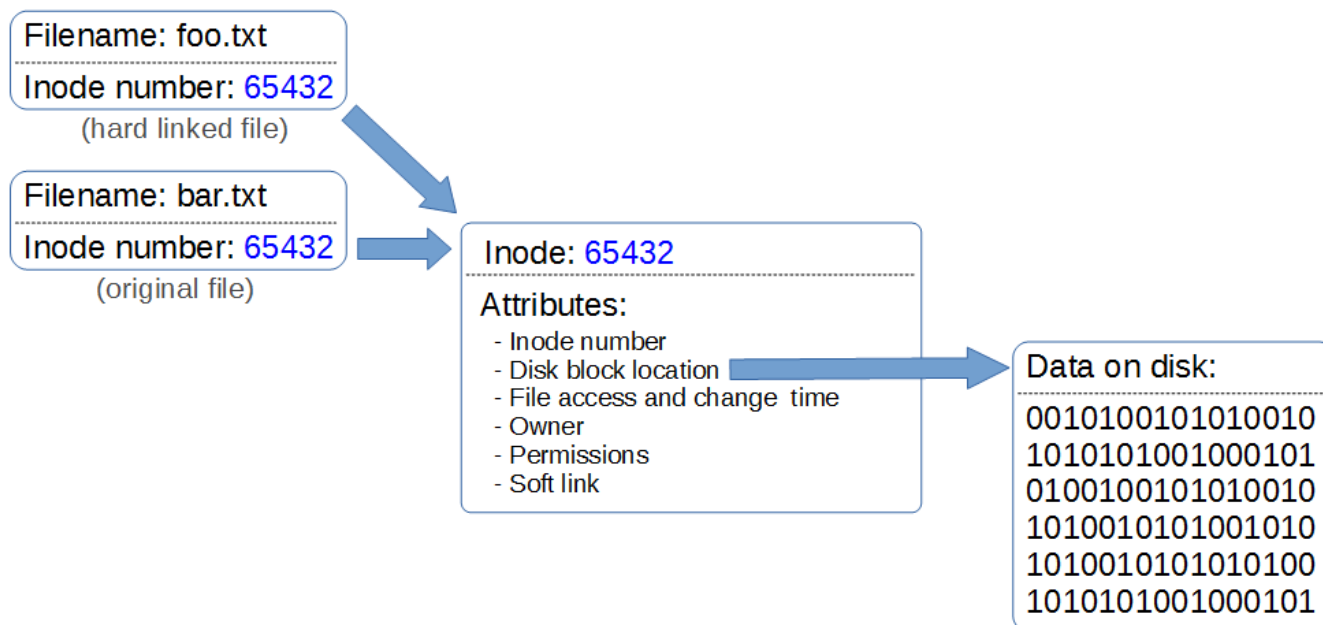 Filename: foo.txt
Inode number: 65432
(hard linked file)
Filename: bar.txt
Inode number: 65432
(original file)
Inode: 65432
Attributes:
- Inode number
- Disk block location
- File access and change time
- Owner
- Permissions
- Soft link
Data on disk:
0010100101010010
1010101001000101
0100100101010010
1010010101001010
1010010101010100
1010101001000101